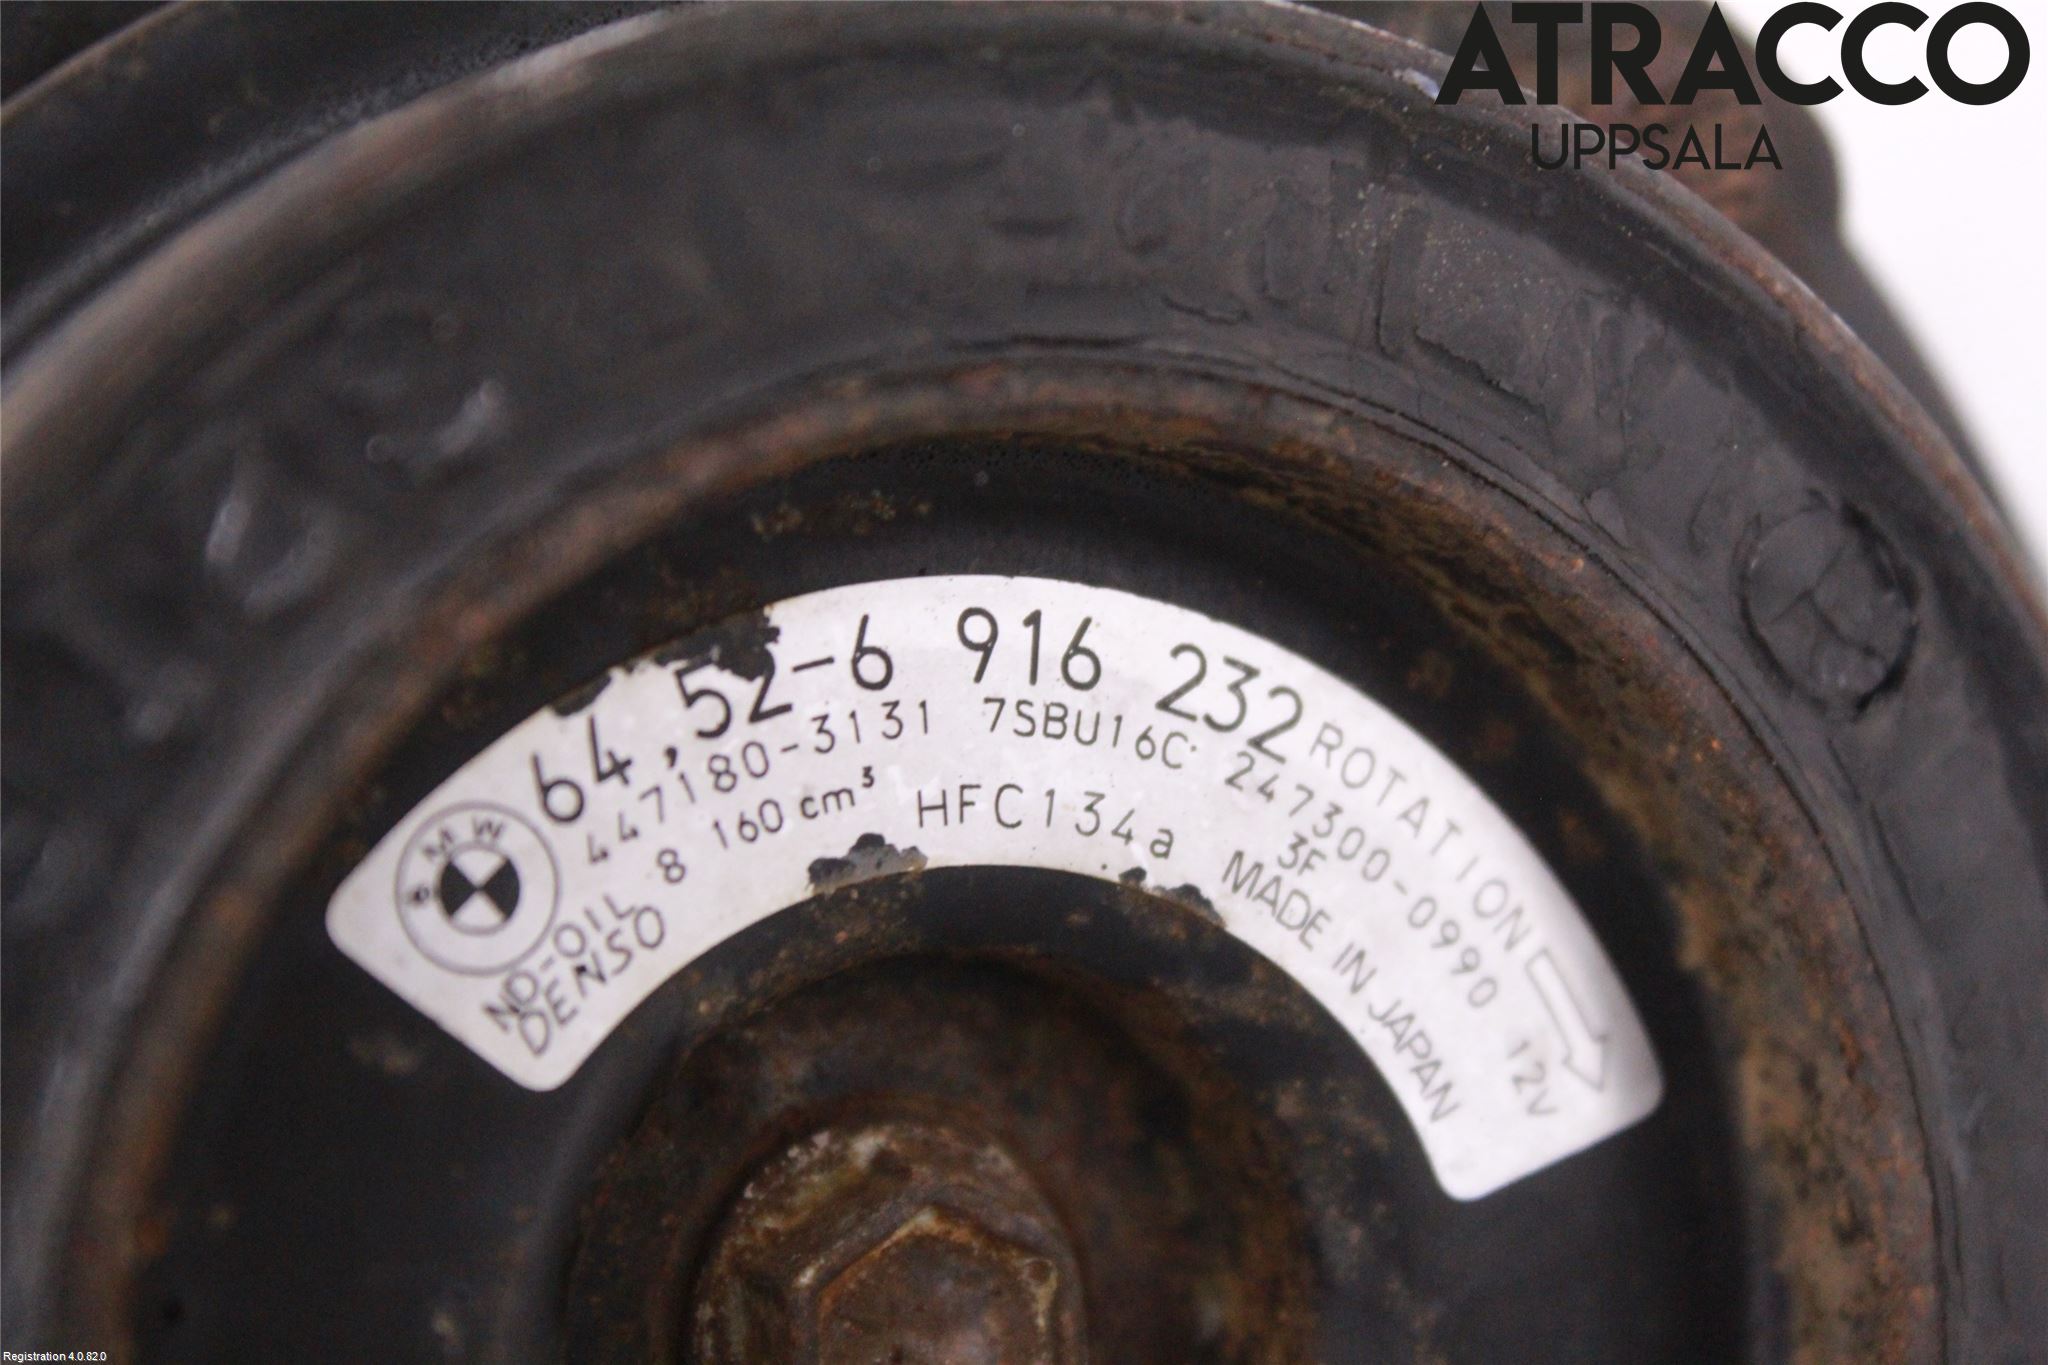 ATRACCO
UPPSALA
64,52-6 916 232
ROTATION
447180-3131 7SBU16C 247300-0990 12V
ND-OIL 8 160 cm³ HFC134a 3F
DENSO
MADE IN JAPAN
BMW
Registration 4.0.82.0